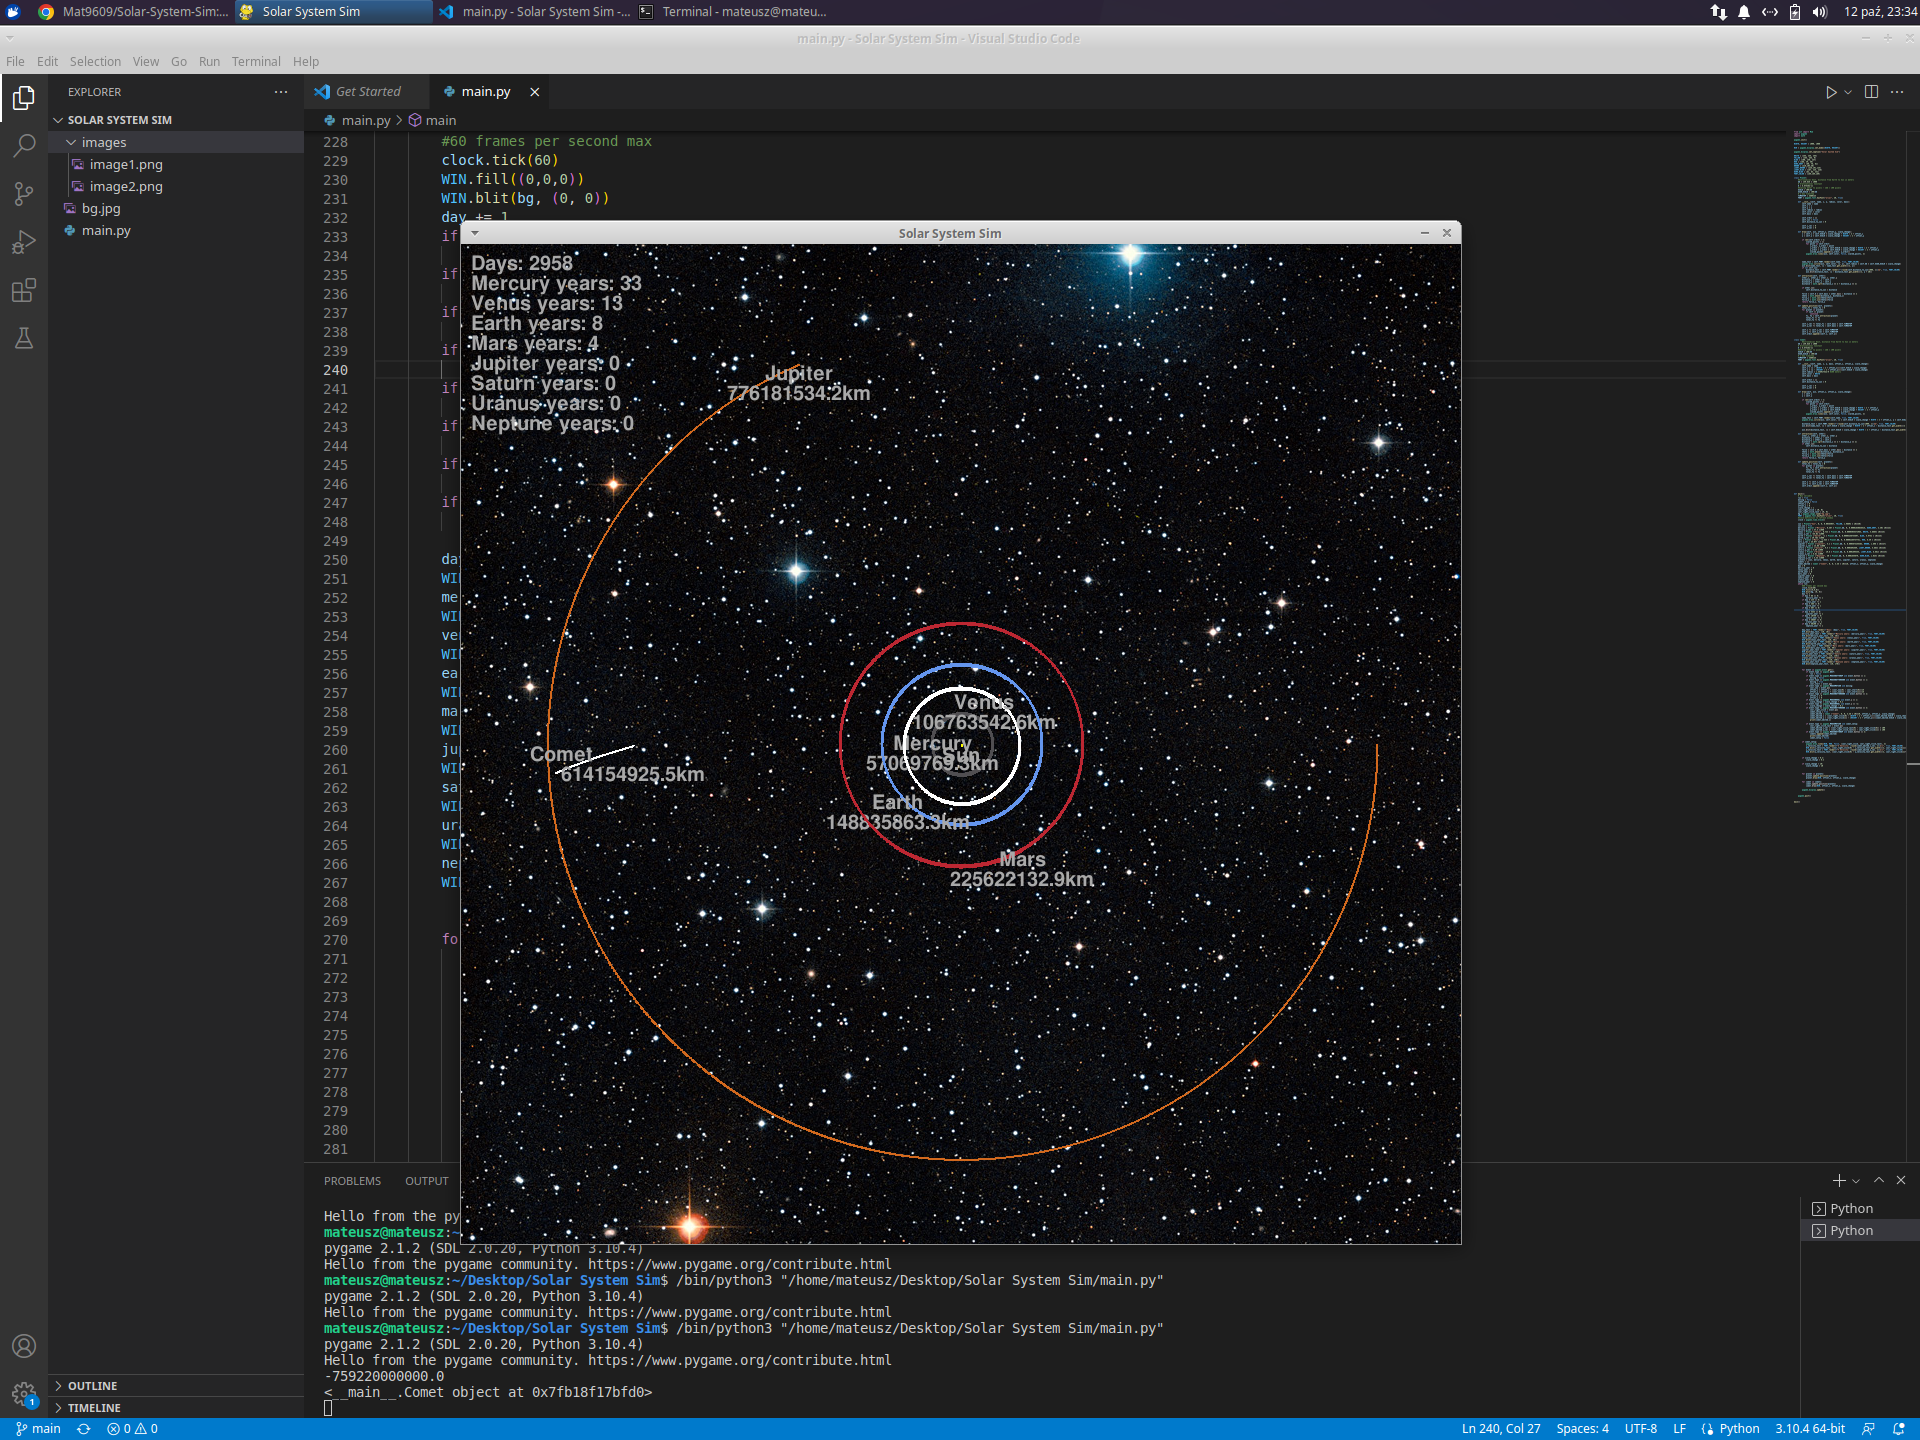 Mat9609/Solar-System-Sim:...
Solar System Sim
main.py - Solar System Sim -...
Terminal - mateusz@mateu...
12 paź, 23:34
main.py - Solar System Sim - Visual Studio Code
File Edit Selection View Go Run Terminal Help
EXPLORER
Get Started
main.py
SOLAR SYSTEM SIM
main.py > main
images
image1.png
image2.png
bg.jpg
main.py
228 #60 frames per second max
229 clock.tick(60)
230 WIN.fill((0,0,0))
231 WIN.blit(bg, (0, 0))
232 day += 1
233 if
234
235 if
236
237 if
238
239 if
240
241 if
242
243 if
244
245 if
246
247 if
248
249
250 da
251 WI
252 me
253 WI
254 ve
255 WI
256 ea
257 WI
258 ma
259 WI
260 ju
261 WI
262 sa
263 WI
264 ur
265 WI
266 ne
267 WI
268
269
270 fo
271
272
273
274
275
276
277
278
279
280
281
Solar System Sim
Days: 2958
Mercury years: 33
Venus years: 13
Earth years: 8
Mars years: 4
Jupiter years: 0
Saturn years: 0
Uranus years: 0
Neptune years: 0
Jupiter
776181534.2km
Venus
106763542.6km
Mercury
Sun
57069769.3km
Comet
614154925.5km
Earth
148835863.3km
Mars
225622132.9km
PROBLEMS OUTPUT
Hello from the py
mateusz@mateusz:~
pygame 2.1.2 (SDL 2.0.20, Python 3.10.4)
Hello from the pygame community. https://www.pygame.org/contribute.html
mateusz@mateusz:~/Desktop/Solar System Sim$ /bin/python3 "/home/mateusz/Desktop/Solar System Sim/main.py"
pygame 2.1.2 (SDL 2.0.20, Python 3.10.4)
Hello from the pygame community. https://www.pygame.org/contribute.html
mateusz@mateusz:~/Desktop/Solar System Sim$ /bin/python3 "/home/mateusz/Desktop/Solar System Sim/main.py"
pygame 2.1.2 (SDL 2.0.20, Python 3.10.4)
Hello from the pygame community. https://www.pygame.org/contribute.html
-759220000000.0
<__main__.Comet object at 0x7fb18f17bfd0>
Python
Python
OUTLINE
TIMELINE
1
main
0 0
Ln 240, Col 27 Spaces: 4 UTF-8 LF Python 3.10.4 64-bit